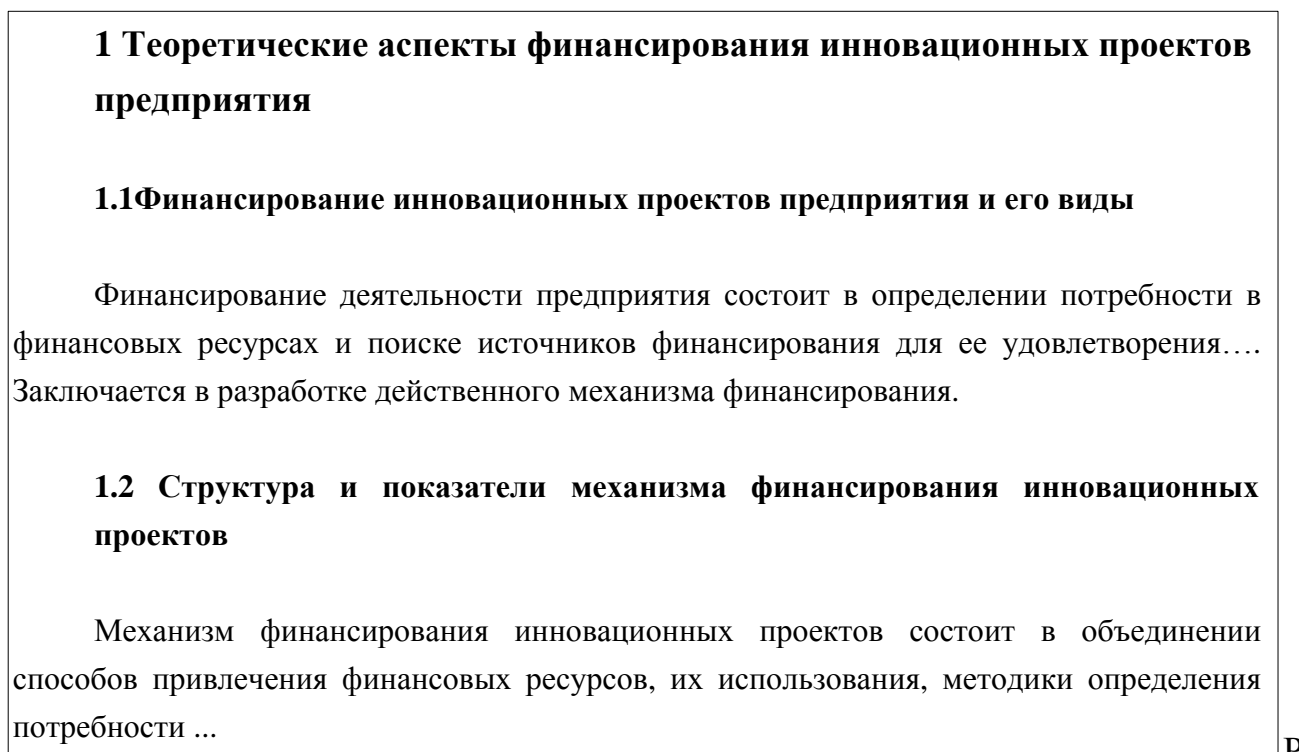 1 Теоретические аспекты финансирования инновационных проектов
предприятия
1.1Финансирование инновационных проектов предприятия и его виды
Финансирование деятельности предприятия состоит в определении потребности в
финансовых ресурсах и поиске источников финансирования для ее удовлетворения….
Заключается в разработке действенного механизма финансирования.
1.2 Структура и показатели механизма финансирования инновационных
проектов
Механизм финансирования инновационных проектов состоит в объединении
способов привлечения финансовых ресурсов, их использования, методики определения
потребности ...